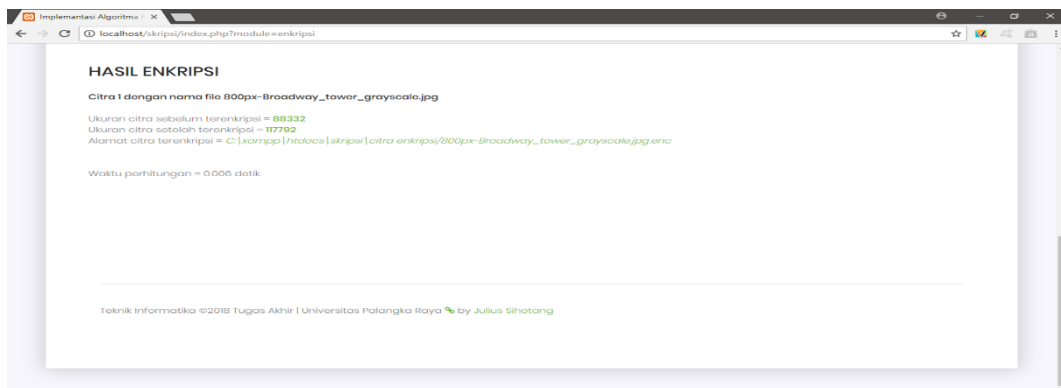 Implemantasi Algoritma
localhost/skripsi/index.php?module=enkripsi
HASIL ENKRIPSI
Citra 1 dengan nama file 800px-Broadway_tower_grayscale.jpg
Ukuran citra sebelum terenkripsi = 88332
Ukuran citra setelah terenkripsi = 117792
Alamat citra terenkripsi = C:\xampp\htdocs\skripsi\citra enkripsi/800px-Broadway_tower_grayscale.jpg.enc
Waktu perhitungan = 0.006 detik
Teknik Informatika ©2018 Tugas Akhir | Universitas Palangka Raya by Julius Sihotang